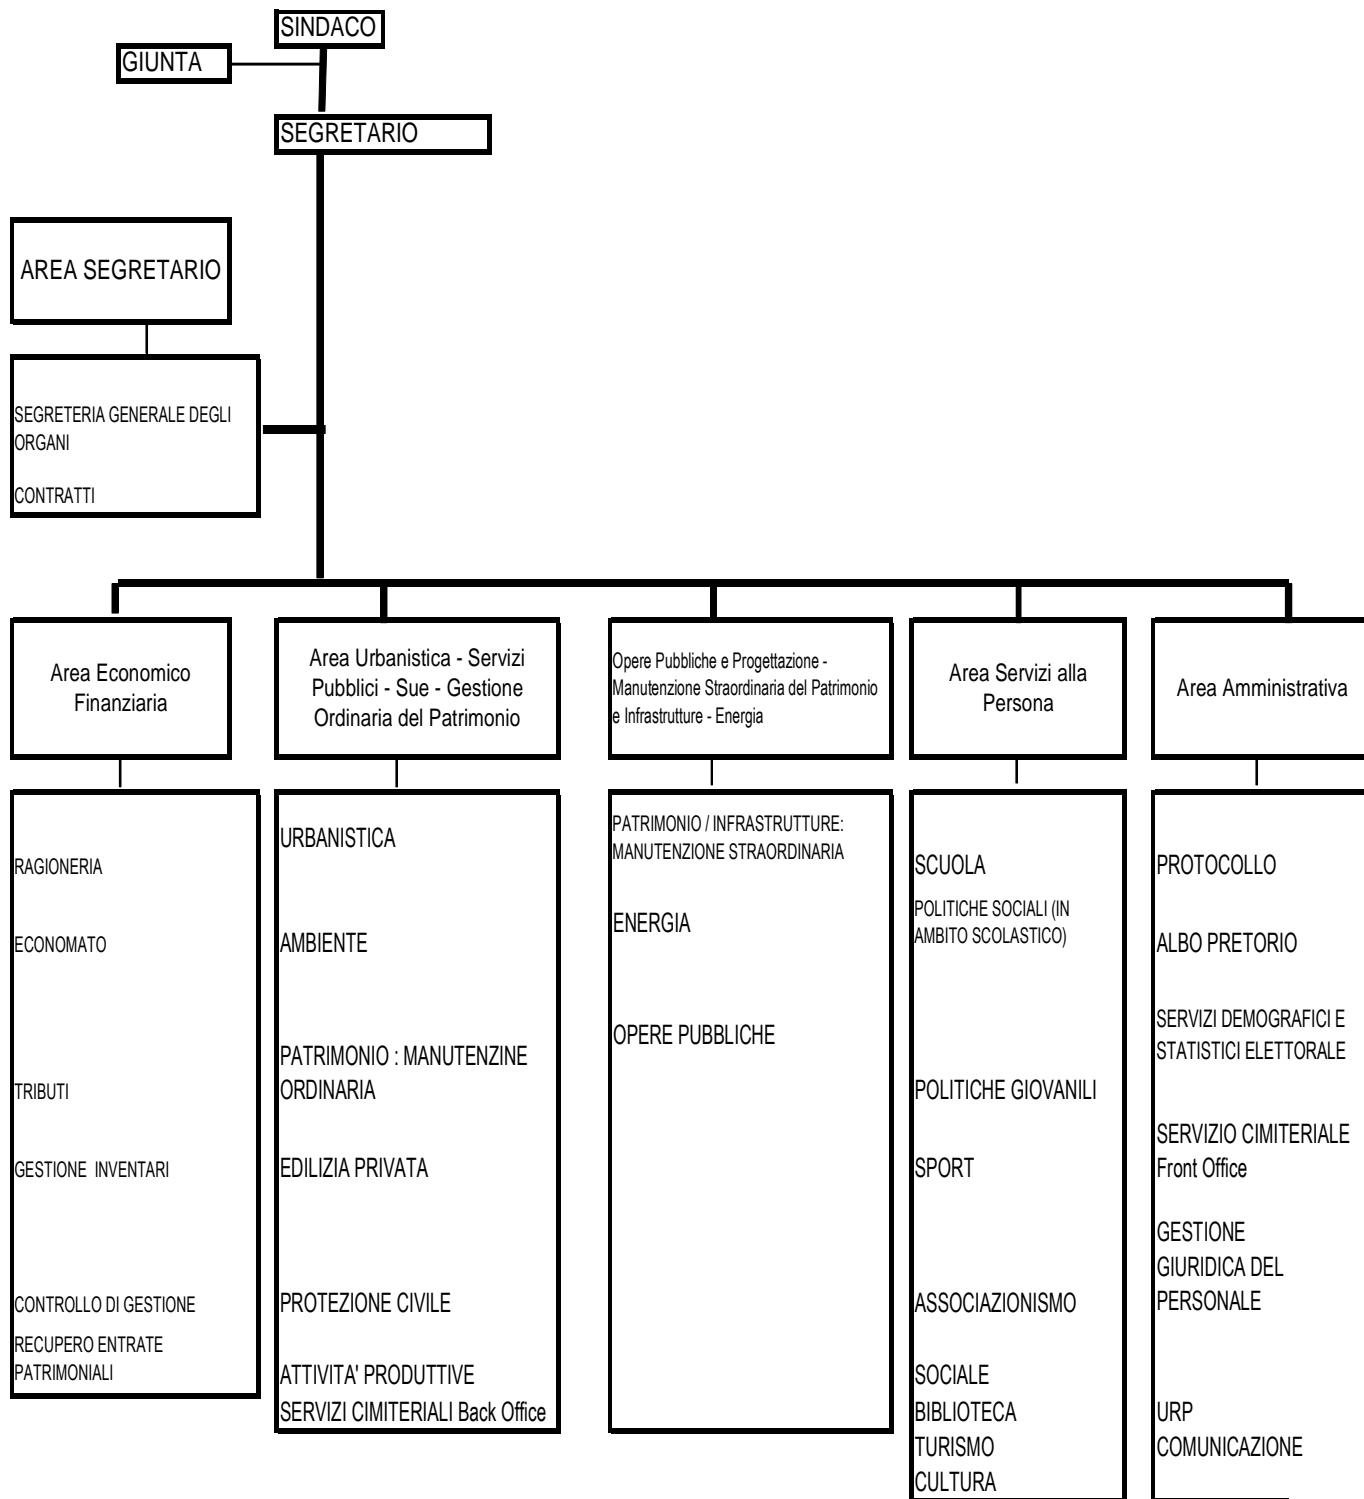 SINDACO
GIUNTA
SEGRETARIO
AREA SEGRETARIO
SEGRETERIA GENERALE DEGLI
ORGANI
CONTRATTI
Area Economico
Finanziaria
Area Urbanistica - Servizi
Pubblici - Sue - Gestione
Ordinaria del Patrimonio
Opere Pubbliche e Progettazione -
Manutenzione Straordinaria del Patrimonio
e Infrastrutture - Energia
Area Servizi alla
Persona
Area Amministrativa
RAGIONERIA
ECONOMATO
TRIBUTI
GESTIONE  INVENTARI
CONTROLLO DI GESTIONE
RECUPERO ENTRATE
PATRIMONIALI
URBANISTICA
AMBIENTE
PATRIMONIO : MANUTENZINE
ORDINARIA
EDILIZIA PRIVATA
PROTEZIONE CIVILE
ATTIVITA' PRODUTTIVE
SERVIZI CIMITERIALI Back Office
PATRIMONIO / INFRASTRUTTURE:
MANUTENZIONE STRAORDINARIA
ENERGIA
OPERE PUBBLICHE
SCUOLA
POLITICHE SOCIALI (IN
AMBITO SCOLASTICO)
POLITICHE GIOVANILI
SPORT
ASSOCIAZIONISMO
SOCIALE
BIBLIOTECA
TURISMO
CULTURA
PROTOCOLLO
ALBO PRETORIO
SERVIZI DEMOGRAFICI E
STATISTICI ELETTORALE
SERVIZIO CIMITERIALE
Front Office
GESTIONE
GIURIDICA DEL
PERSONALE
URP
COMUNICAZIONE